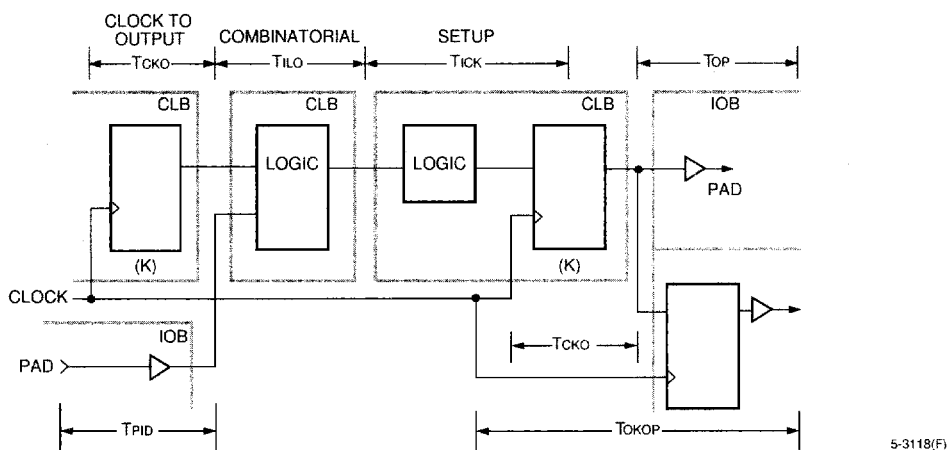 CLOCK TO
OUTPUT
COMBINATORIAL
SETUP
TCKO
TILO
TICK
TOP
CLB
CLB
CLB
IOB
LOGIC
LOGIC
PAD
(K)
(K)
CLOCK
IOB
PAD
TCKO
TPID
TOKOP
5-3118(F)